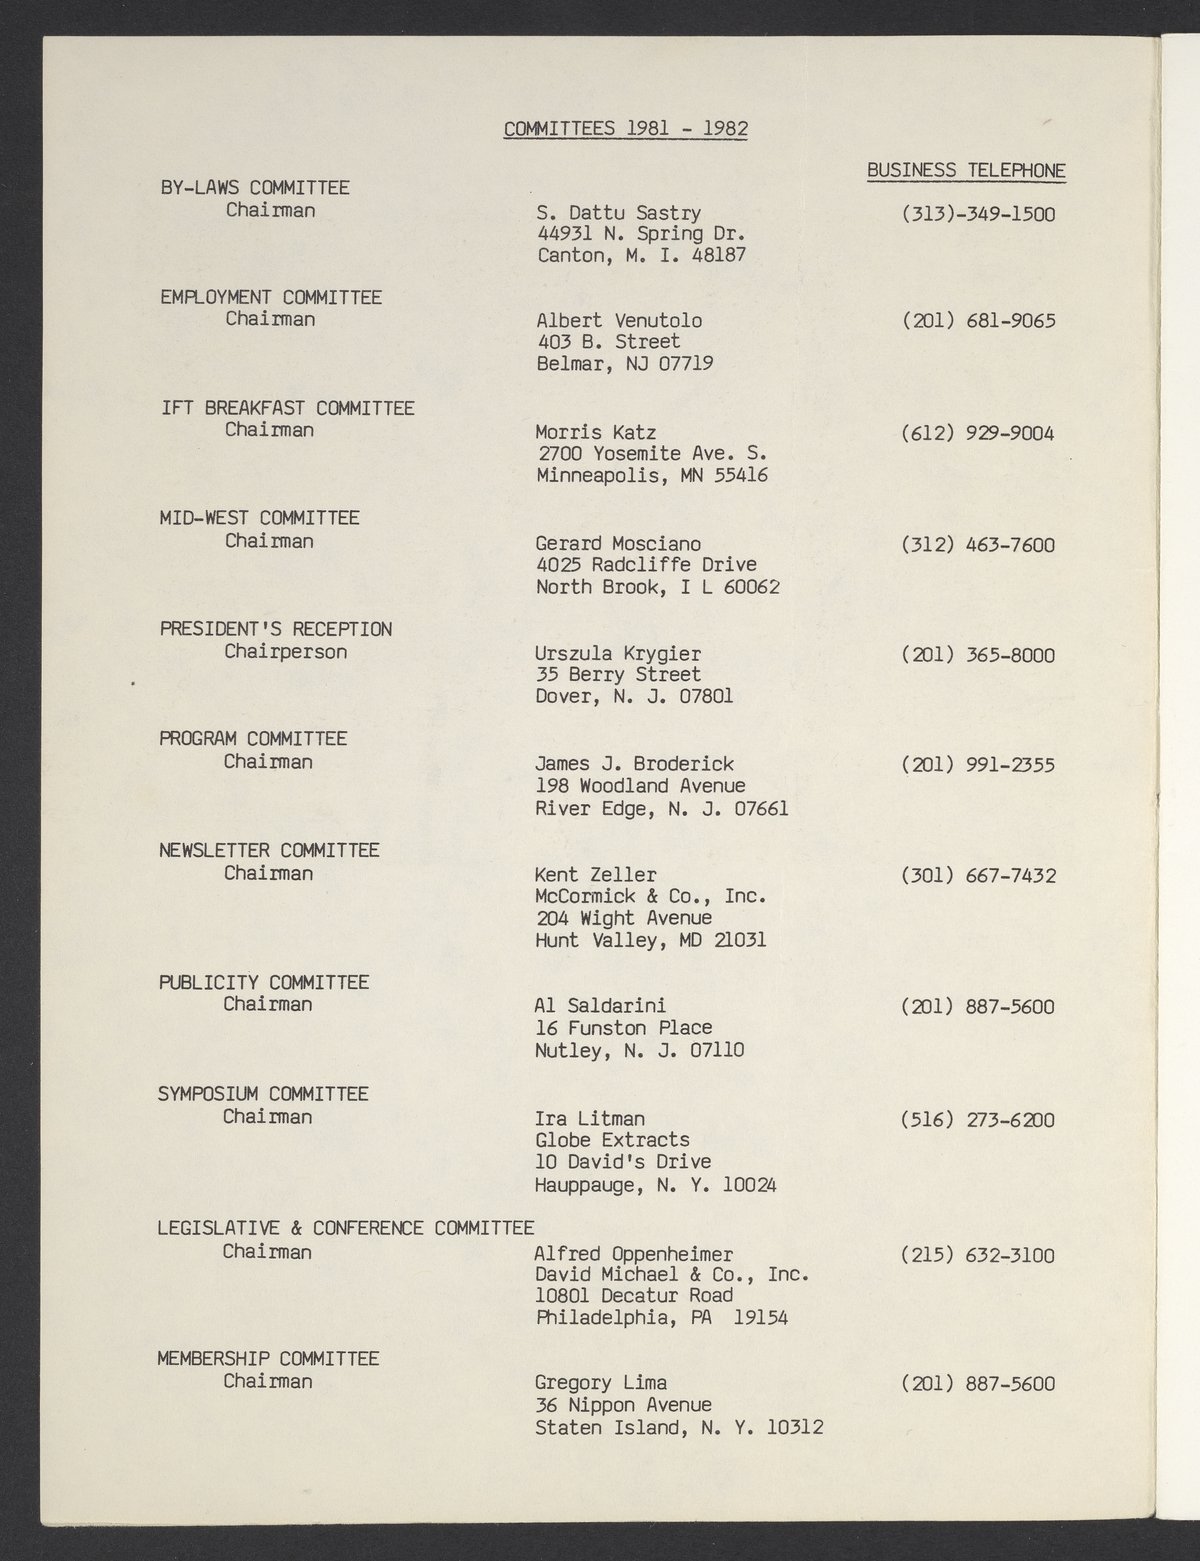 COMMITTEES 1981 - 1982
BUSINESS TELEPHONE
BY-LAWS COMMITTEE
Chairman
S. Dattu Sastry
(313)-349-1500
44931 N. Spring Dr.
Canton, M. I. 48187
EMPLOYMENT COMMITTEE
Chairman
Albert Venutolo
(201) 681-9065
403 B. Street
Belmar, NJ 07719
IFT BREAKFAST COMMITTEE
Chairman
Morris Katz
(612) 929-9004
2700 Yosemite Ave. S.
Minneapolis, MN 55416
MID-WEST COMMITTEE
Chairman
Gerard Mosciano
(312) 463-7600
4025 Radcliffe Drive
North Brook, I L 60062
PRESIDENT'S RECEPTION
Chairperson
Urszula Krygier
(201) 365-8000
35 Berry Street
Dover, N. J. 07801
PROGRAM COMMITTEE
Chairman
James J. Broderick
(201) 991-2355
198 Woodland Avenue
River Edge, N. J. 07661
NEWSLETTER COMMITTEE
Chairman
Kent Zeller
(301) 667-7432
McCormick & Co., Inc.
204 Wight Avenue
Hunt Valley, MD 21031
PUBLICITY COMMITTEE
Chairman
Al Saldarini
(201) 887-5600
16 Funston Place
Nutley, N. J. 07110
SYMPOSIUM COMMITTEE
Chairman
Ira Litman
(516) 273-6200
Globe Extracts
10 David's Drive
Hauppauge, N. Y. 10024
LEGISLATIVE & CONFERENCE COMMITTEE
Chairman
Alfred Oppenheimer
(215) 632-3100
David Michael & Co., Inc.
10801 Decatur Road
Philadelphia, PA  19154
MEMBERSHIP COMMITTEE
Chairman
Gregory Lima
(201) 887-5600
36 Nippon Avenue
Staten Island, N. Y. 10312